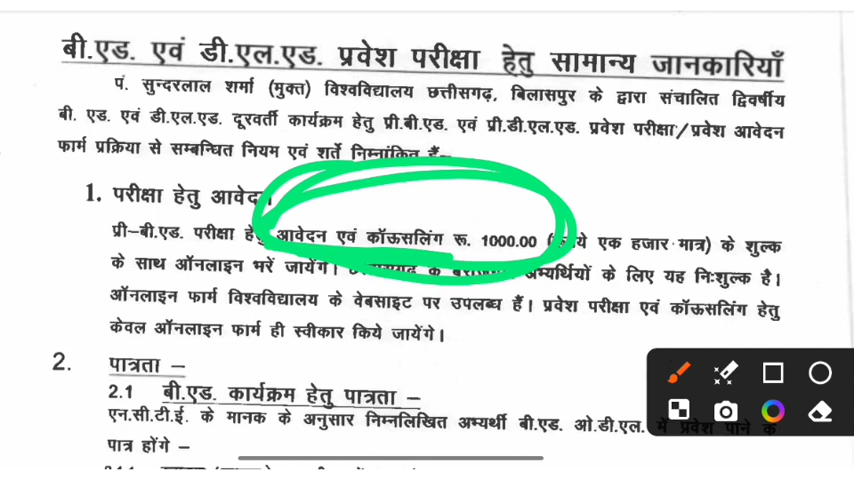 बी.एड. एवं डी.एल.एड. प्रवेश परीक्षा हेतु सामान्य जानकारियाँ
पं. सुन्दरलाल शर्मा (मुक्त) विश्वविद्यालय छत्तीसगढ़, बिलासपुर के द्वारा संचालित द्विवर्षीय
बी. एड. एवं डी.एल.एड. दूरवर्ती कार्यक्रम हेतु प्री.बी.एड. एवं प्री.डी.एल.एड. प्रवेश परीक्षा/प्रवेश आवेदन
फार्म प्रक्रिया से सम्बन्धित नियम एवं शर्ते निम्नांकित हैं–
1. परीक्षा हेतु आवेदन
प्री–बी.एड. परीक्षा हेतु आवेदन एवं कॉऊसलिंग रू. 1000.00 एक हजार मात्र) के शुल्क
के साथ ऑनलाईन भरें जायेंगे। के अभ्यर्थियों के लिए यह निःशुल्क है।
ऑनलाईन फार्म विश्वविद्यालय के वेबसाइट पर उपलब्ध हैं। प्रवेश परीक्षा एवं कॉऊसलिंग हेतु
केवल ऑनलाईन फार्म ही स्वीकार किये जायेंगे।
2. पात्रता –
2.1 बी.एड. कार्यक्रम हेतु पात्रता –
एन.सी.टी.ई. के मानक के अनुसार निम्नलिखित अभ्यर्थी बी.एड. ओ.डी.एल. में प्रवेश पाने के
पात्र होंगे –